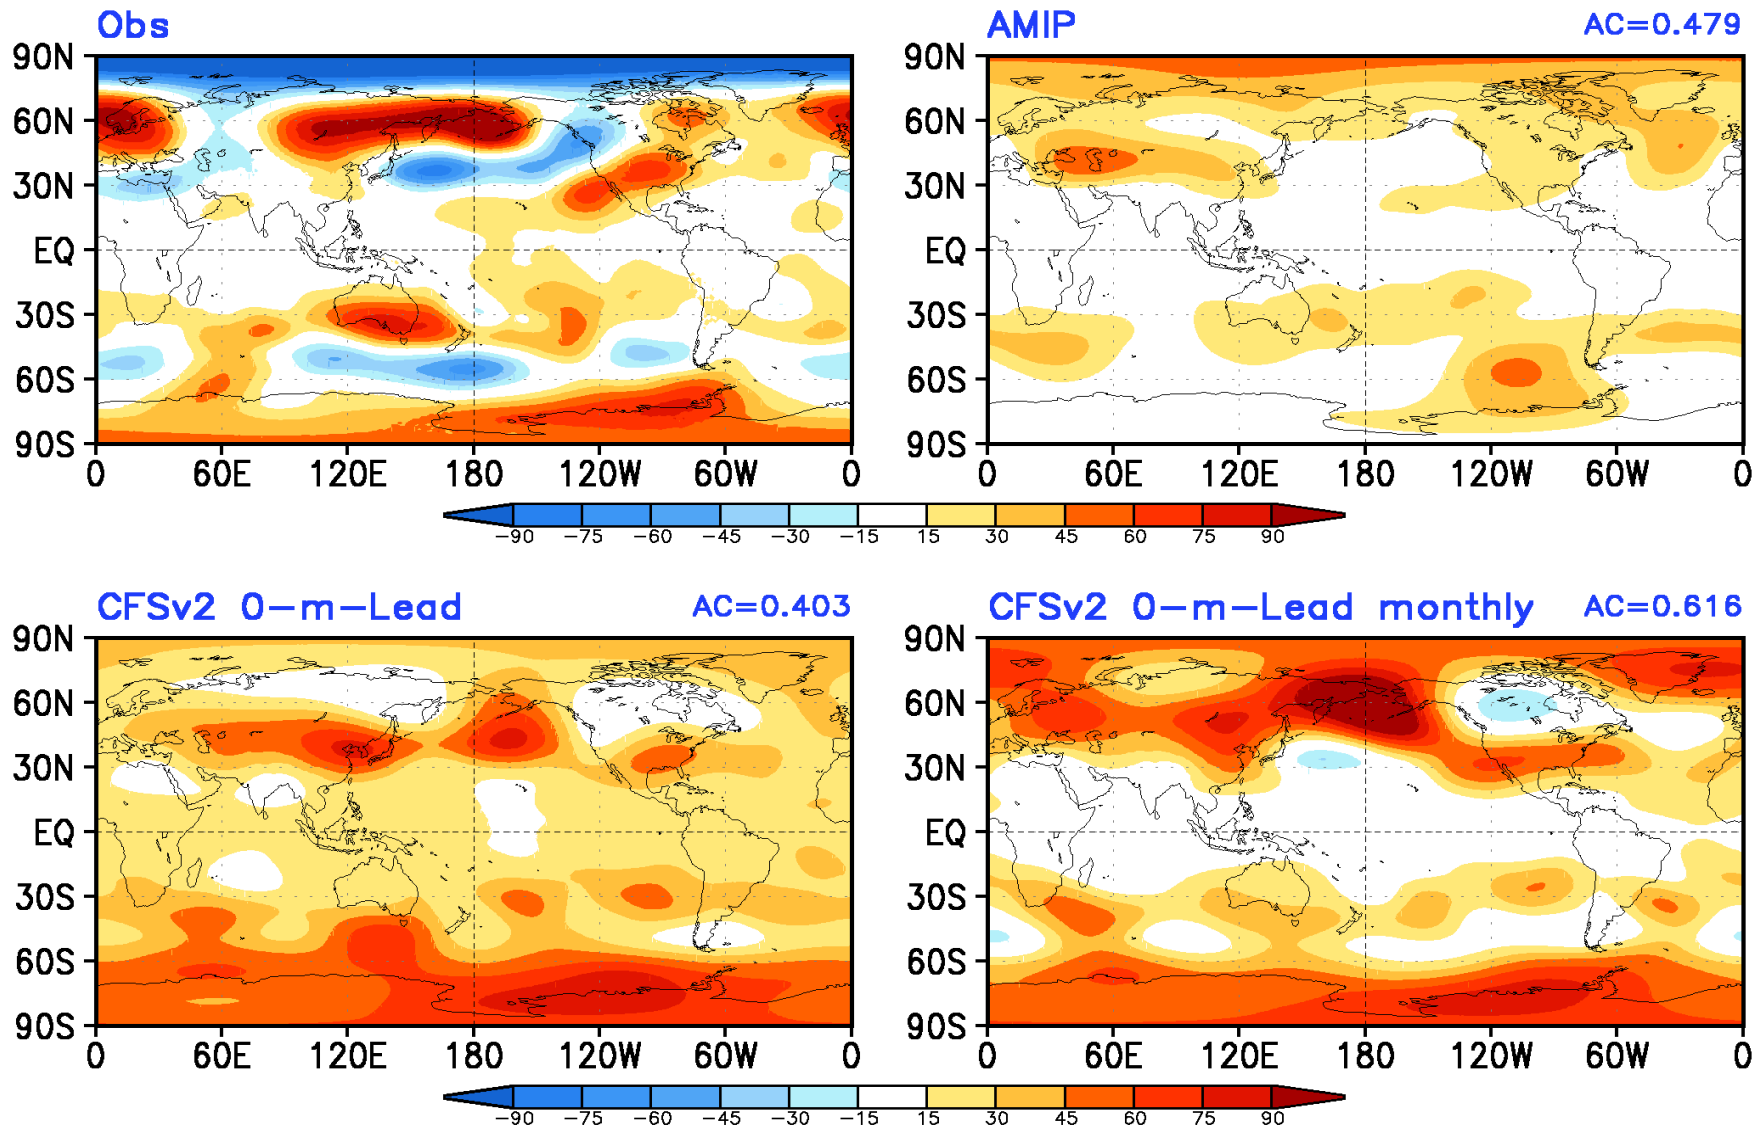 Obs
AMIP AC=0.479
90N
60N
30N
EQ
30S
60S
90S
0 60E 120E 180 120W 60W 0
90N
60N
30N
EQ
30S
60S
90S
0 60E 120E 180 120W 60W 0
-90 -75 -60 -45 -30 -15 15 30 45 60 75 90
CFSv2 0-m-Lead AC=0.403
CFSv2 0-m-Lead monthly AC=0.616
90N
60N
30N
EQ
30S
60S
90S
0 60E 120E 180 120W 60W 0
90N
60N
30N
EQ
30S
60S
90S
0 60E 120E 180 120W 60W 0
-90 -75 -60 -45 -30 -15 15 30 45 60 75 90